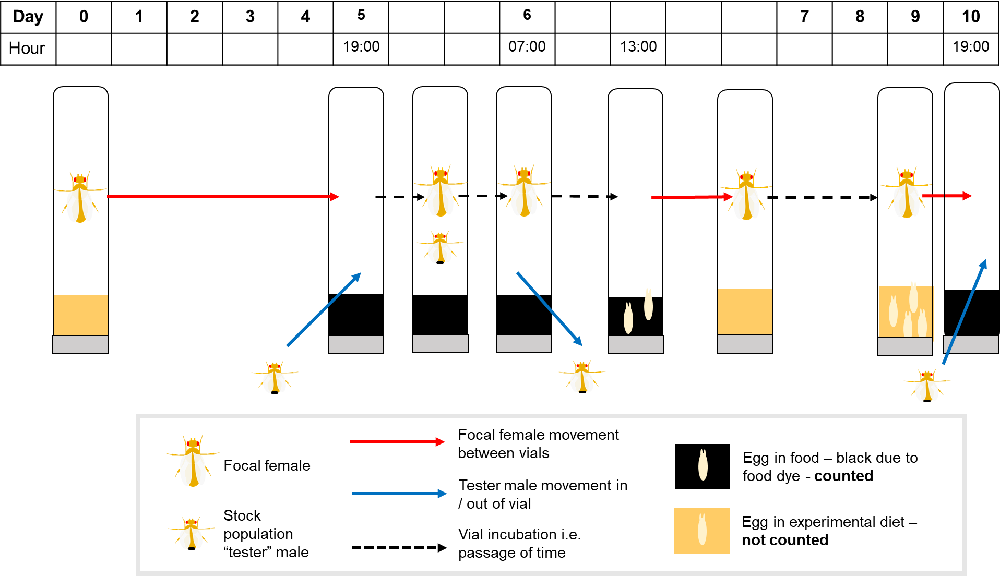 Day 0 1 2 3 4 5 6 7 8 9 10
Hour 19:00 07:00 13:00 19:00
Focal female
Stock
population
“tester” male
Focal female movement
between vials
Tester male movement in
/ out of vial
Vial incubation i.e.
passage of time
Egg in food – black due to
food dye - counted
Egg in experimental diet –
not counted